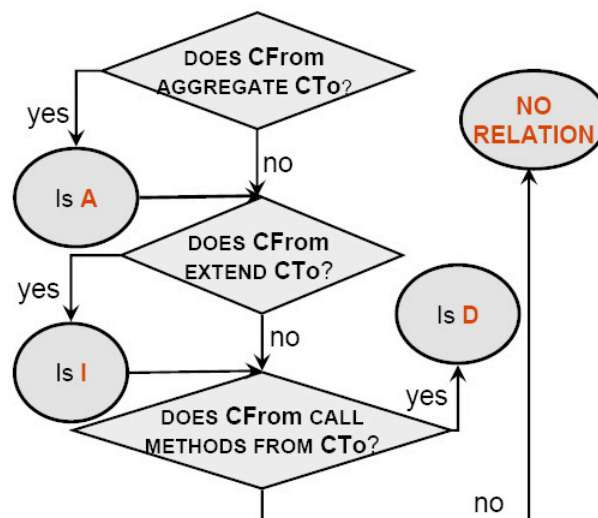 DOES CFrom
AGGREGATE CTo?
yes
no
NO
RELATION
Is A
DOES CFrom
EXTEND CTo?
yes
no
Is D
Is I
yes
DOES CFrom CALL
METHODS FROM CTo?
no